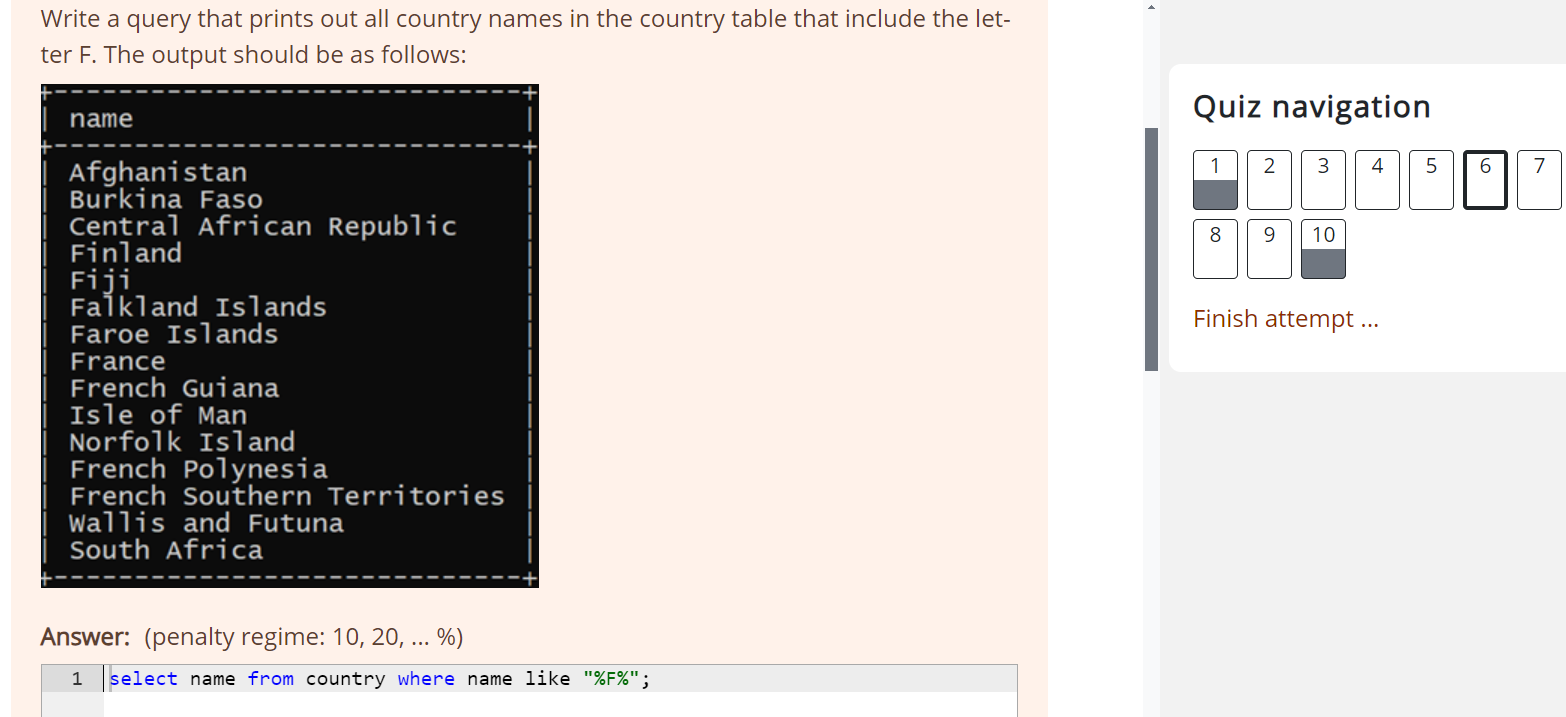 Write a query that prints out all country names in the country table that include the let-
ter F. The output should be as follows:
+-----------------------------+
| name                        |
+-----------------------------+
| Afghanistan                 |
| Burkina Faso                |
| Central African Republic    |
| Finland                     |
| Fiji                        |
| Falkland Islands            |
| Faroe Islands               |
| France                      |
| French Guiana               |
| Isle of Man                 |
| Norfolk Island              |
| French Polynesia            |
| French Southern Territories |
| Wallis and Futuna           |
| South Africa                |
+-----------------------------+
Answer: (penalty regime: 10, 20, ... %)
1 select name from country where name like "%F%";
Quiz navigation
1 2 3 4 5 6 7
8 9 10
Finish attempt ...